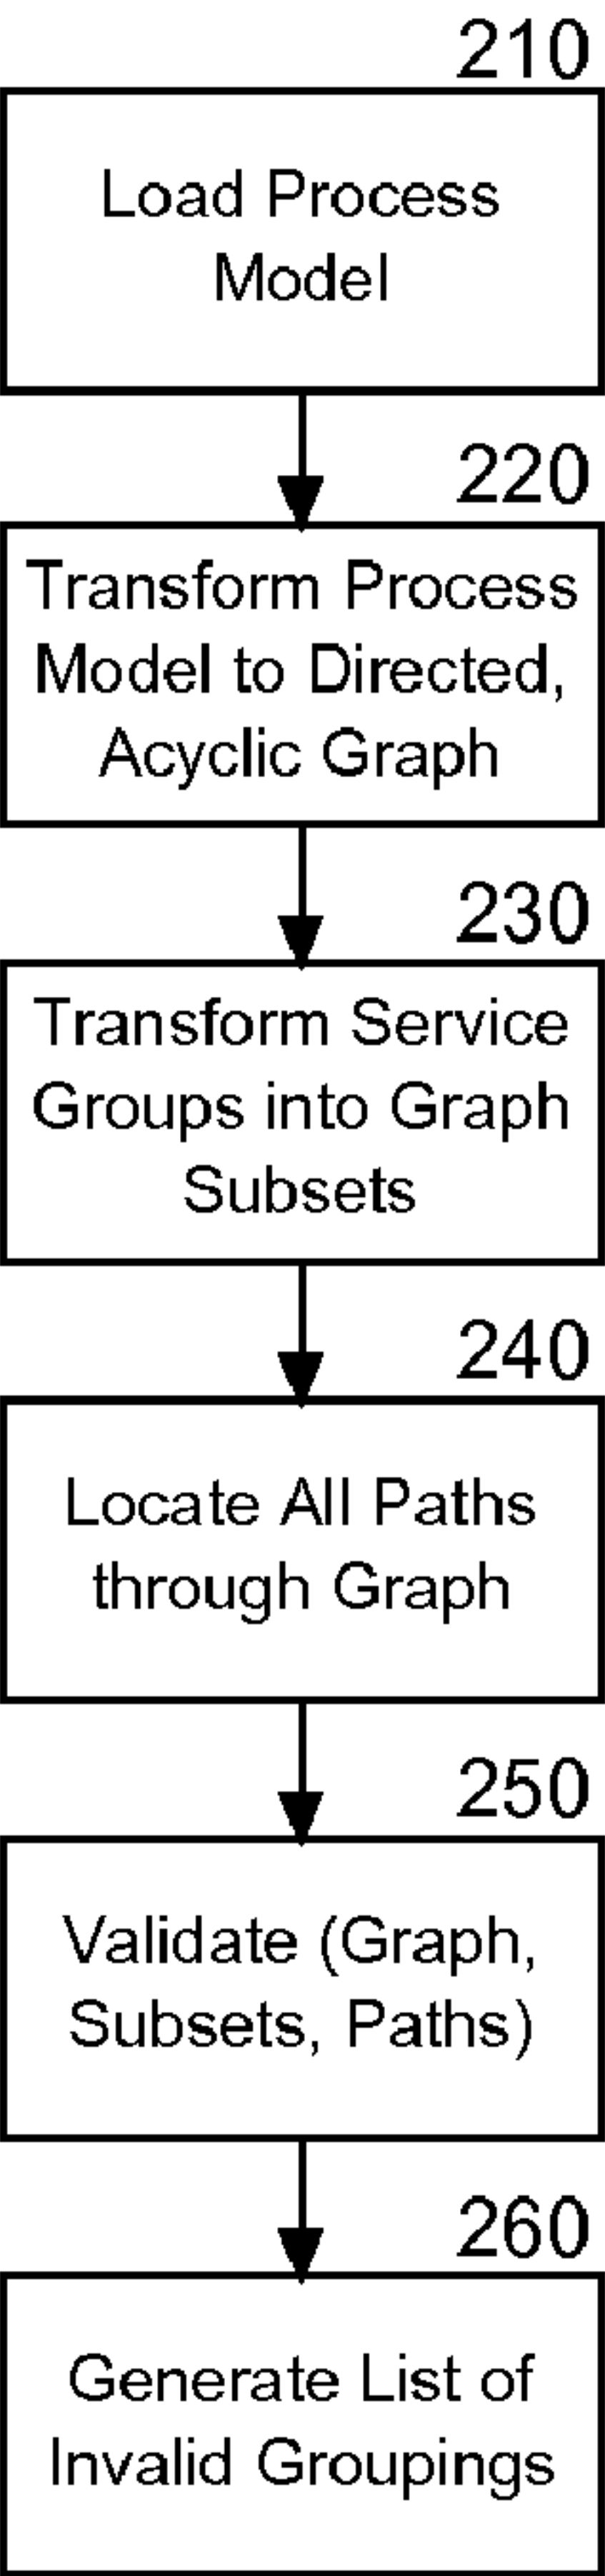 210
Load Process
Model
220
Transform Process
Model to Directed,
Acyclic Graph
230
Transform Service
Groups into Graph
Subsets
240
Locate All Paths
through Graph
250
Validate (Graph,
Subsets, Paths)
260
Generate List of
Invalid Groupings